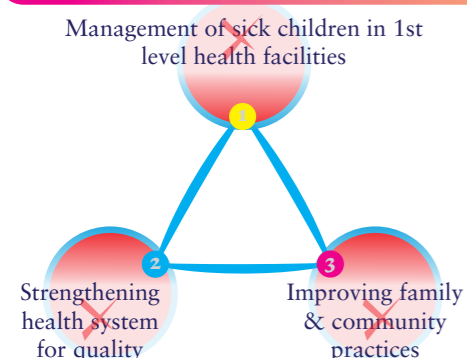 Management of sick children in 1st
level health facilities
1
2
3
Strengthening
health system
for quality
Improving family
& community
practices